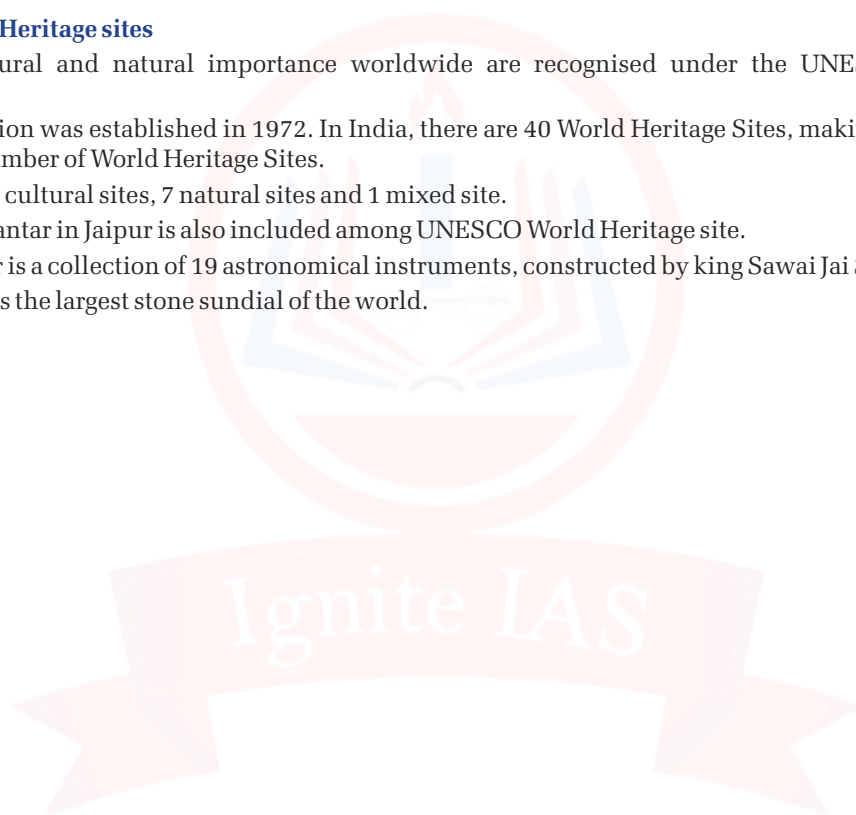 Heritage sites
ural and natural importance worldwide are recognised under the UNES
ion was established in 1972. In India, there are 40 World Heritage Sites, maki
mber of World Heritage Sites.
cultural sites, 7 natural sites and 1 mixed site.
antar in Jaipur is also included among UNESCO World Heritage site.
r is a collection of 19 astronomical instruments, constructed by king Sawai Jai S
s the largest stone sundial of the world.
Ignite IAS